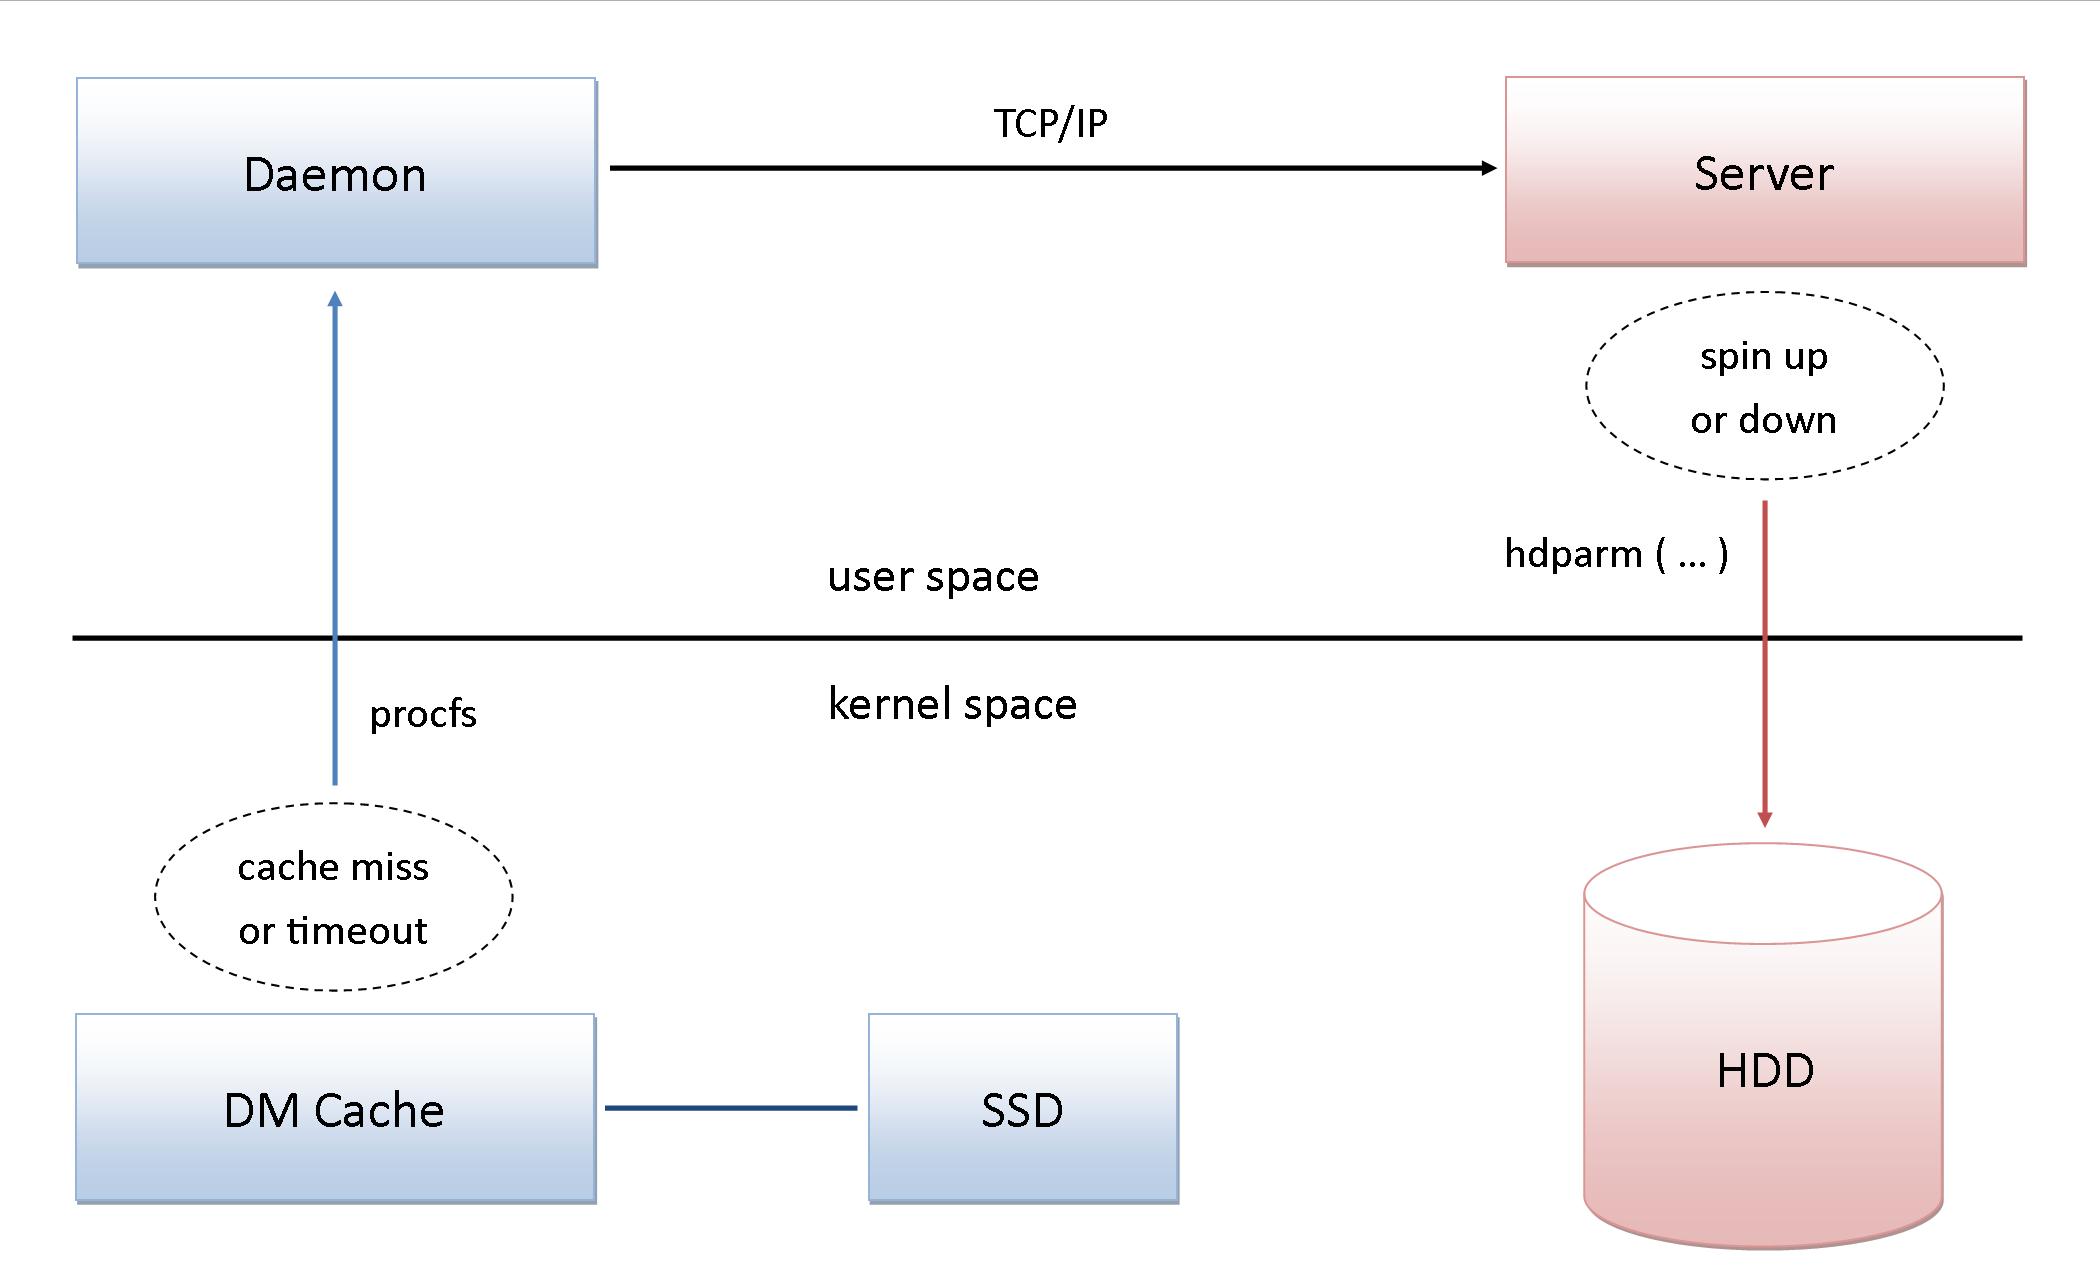 TCP/IP
Daemon
Server
spin up
or down
hdparm ( ... )
user space
kernel space
procfs
cache miss
or timeout
DM Cache
SSD
HDD